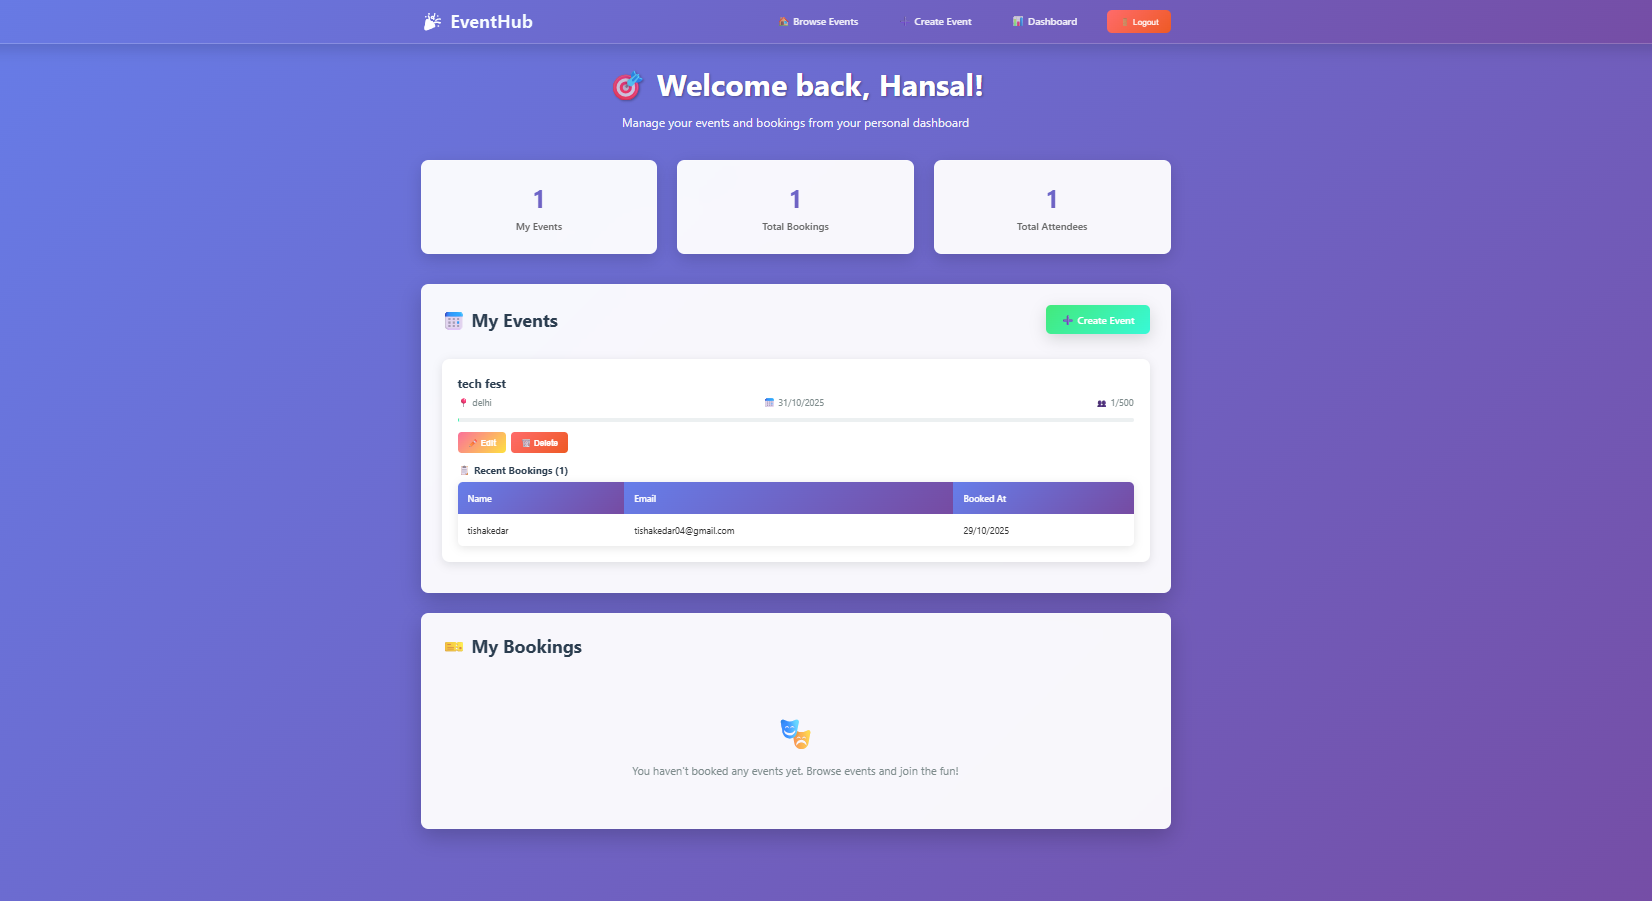 EventHub
Browse Events
Create Event
Dashboard
Logout
Welcome back, Hansal!
Manage your events and bookings from your personal dashboard
1
My Events
1
Total Bookings
1
Total Attendees
My Events
Create Event
tech fest
delhi
31/10/2025
1/500
Edit
Delete
Recent Bookings (1)
Name Email Booked At
tishakedar tishakedar04@gmail.com 29/10/2025
My Bookings
You haven't booked any events yet. Browse events and join the fun!